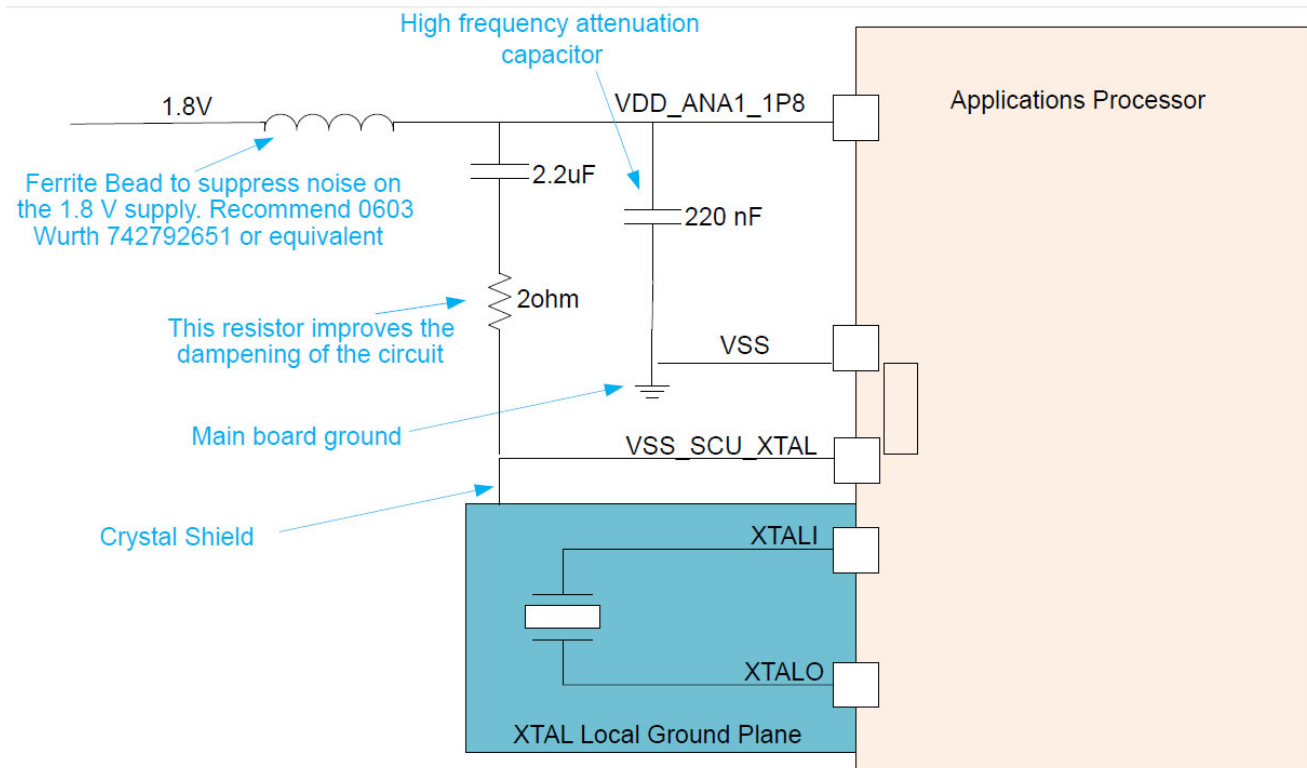 High frequency attenuation
capacitor
1.8V
VDD_ANA1_1P8
Applications Processor
Ferrite Bead to suppress noise on
the 1.8 V supply. Recommend 0603
Wurth 742792651 or equivalent
2.2uF
220 nF
2ohm
This resistor improves the
dampening of the circuit
VSS
Main board ground
VSS_SCU_XTAL
Crystal Shield
XTALI
XTALO
XTAL Local Ground Plane